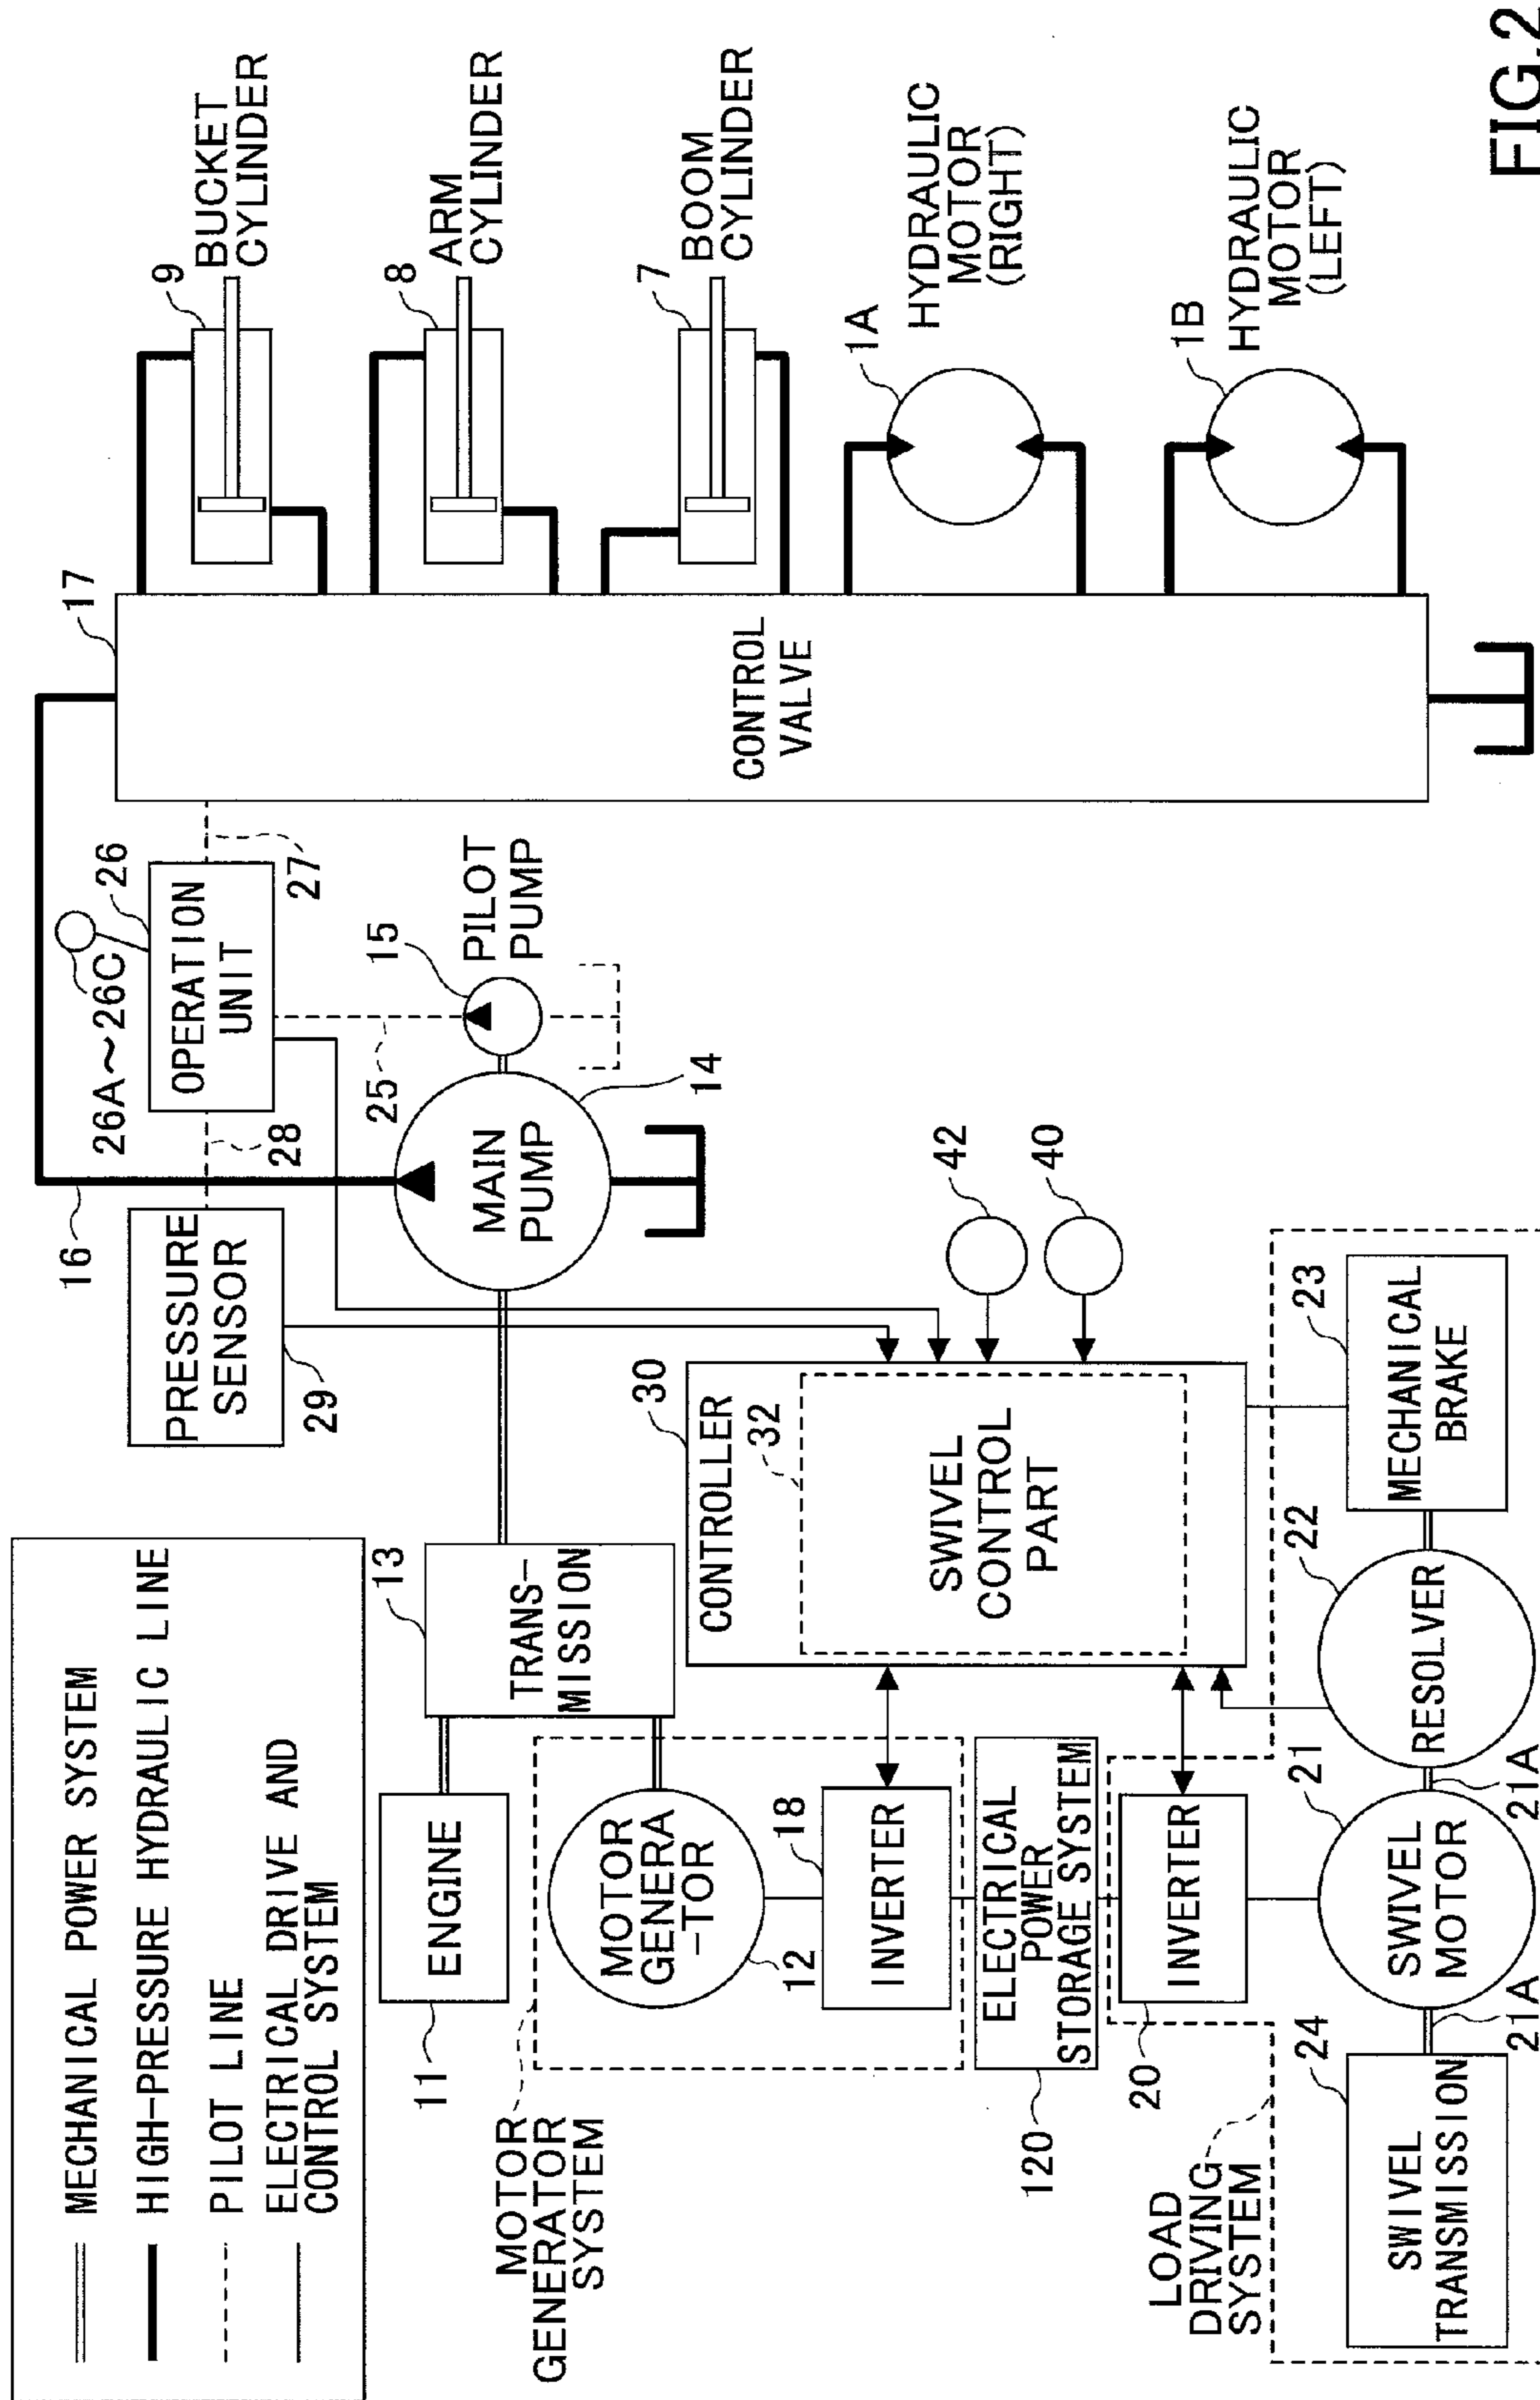 MECHANICAL POWER SYSTEM
HIGH-PRESSURE HYDRAULIC LINE
PILOT LINE
ELECTRICAL DRIVE AND
CONTROL SYSTEM
16
PRESSURE
SENSOR
29
28
26A~26C
26
OPERATION
UNIT
27
25
15
PILOT
PUMP
MAIN
PUMP
14
17
CONTROL
VALVE
9
BUCKET
CYLINDER
8
ARM
CYLINDER
7
BOOM
CYLINDER
1A
HYDRAULIC
MOTOR
(RIGHT)
1B
HYDRAULIC
MOTOR
(LEFT)
11
ENGINE
13
TRANS-
MISSION
MOTOR
GENERATOR
SYSTEM
MOTOR
GENERA
-TOR
12
18
INVERTER
120
ELECTRICAL
POWER
STORAGE SYSTEM
CONTROLLER
30
32
SWIVEL
CONTROL
PART
42
40
20
INVERTER
LOAD
DRIVING
SYSTEM
24
SWIVEL
TRANSMISSION
21A
21
SWIVEL
MOTOR
21A
22
RESOLVER
23
MECHANICAL
BRAKE
FIG.2